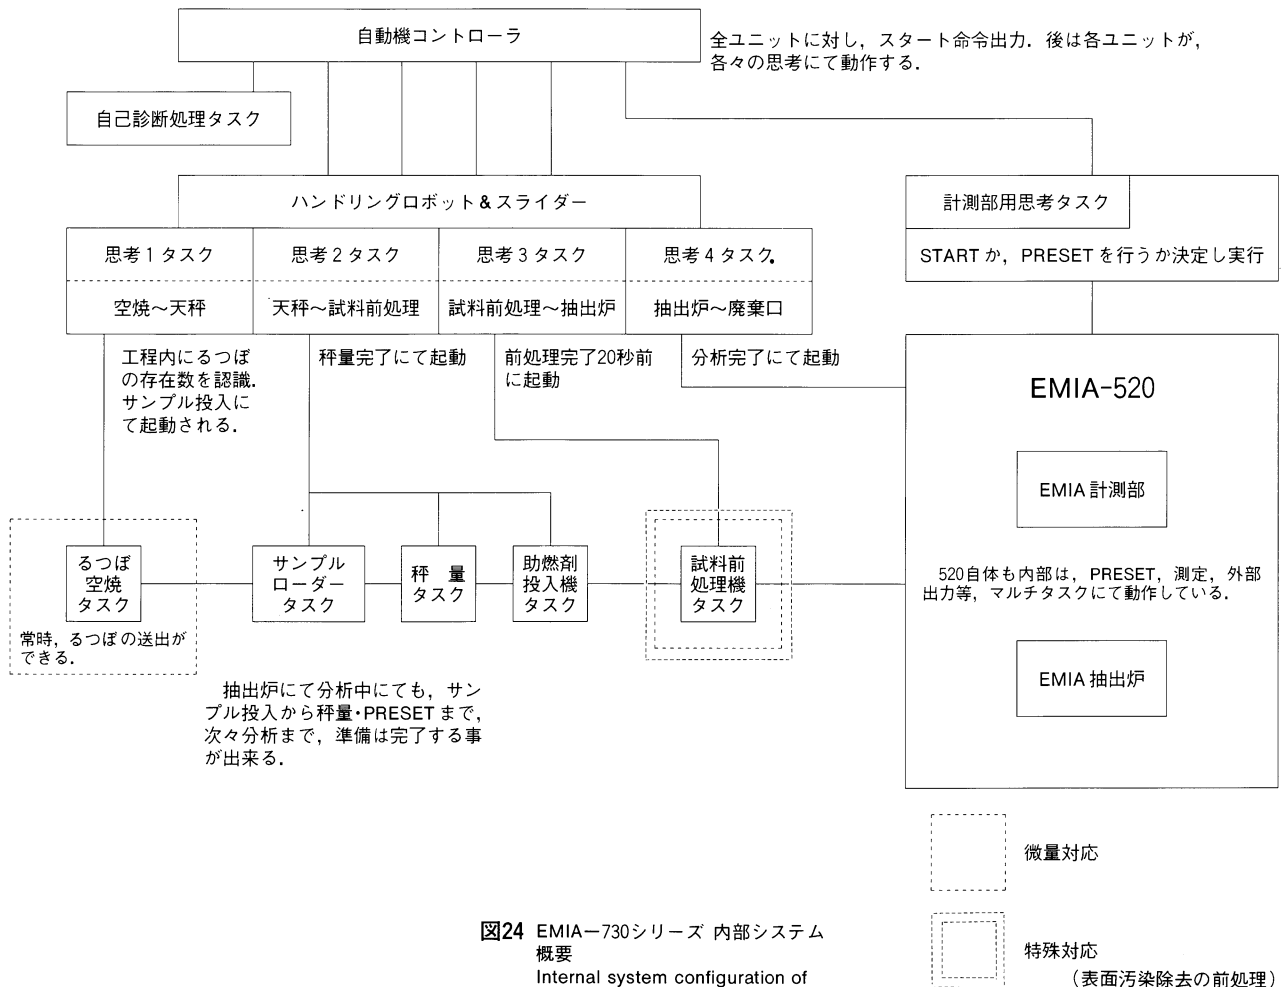 自動機コントローラ
全ユニットに対し，スタート命令出力．後は各ユニットが，
各々の思考にて動作する．
自己診断処理タスク
ハンドリングロボット＆スライダー
計測部用思考タスク
STARTか，PRESETを行うか決定し実行
思考1タスク
思考2タスク
思考3タスク
思考4タスク
空焼～天秤
天秤～試料前処理
試料前処理～抽出炉
抽出炉～廃棄口
工程内にるつぼ
の存在数を認識．
サンプル投入に
て起動される．
秤量完了にて起動
前処理完了20秒前
に起動
分析完了にて起動
EMIA-520
EMIA計測部
520自体も内部は，PRESET，測定，外部
出力等，マルチタスクにて動作している．
EMIA抽出炉
るつぼ
空焼
タスク
常時，るつぼの送出が
できる．
サンプル
ローダー
タスク
秤 量
タスク
助燃剤
投入機
タスク
試料前
処理機
タスク
抽出炉にて分析中にても，サン
プル投入から秤量・PRESETまで，
次々分析まで，準備は完了する事
が出来る．
微量対応
特殊対応
（表面汚染除去の前処理）
図24 EMIA－730シリーズ 内部システム
概要
Internal system configuration of